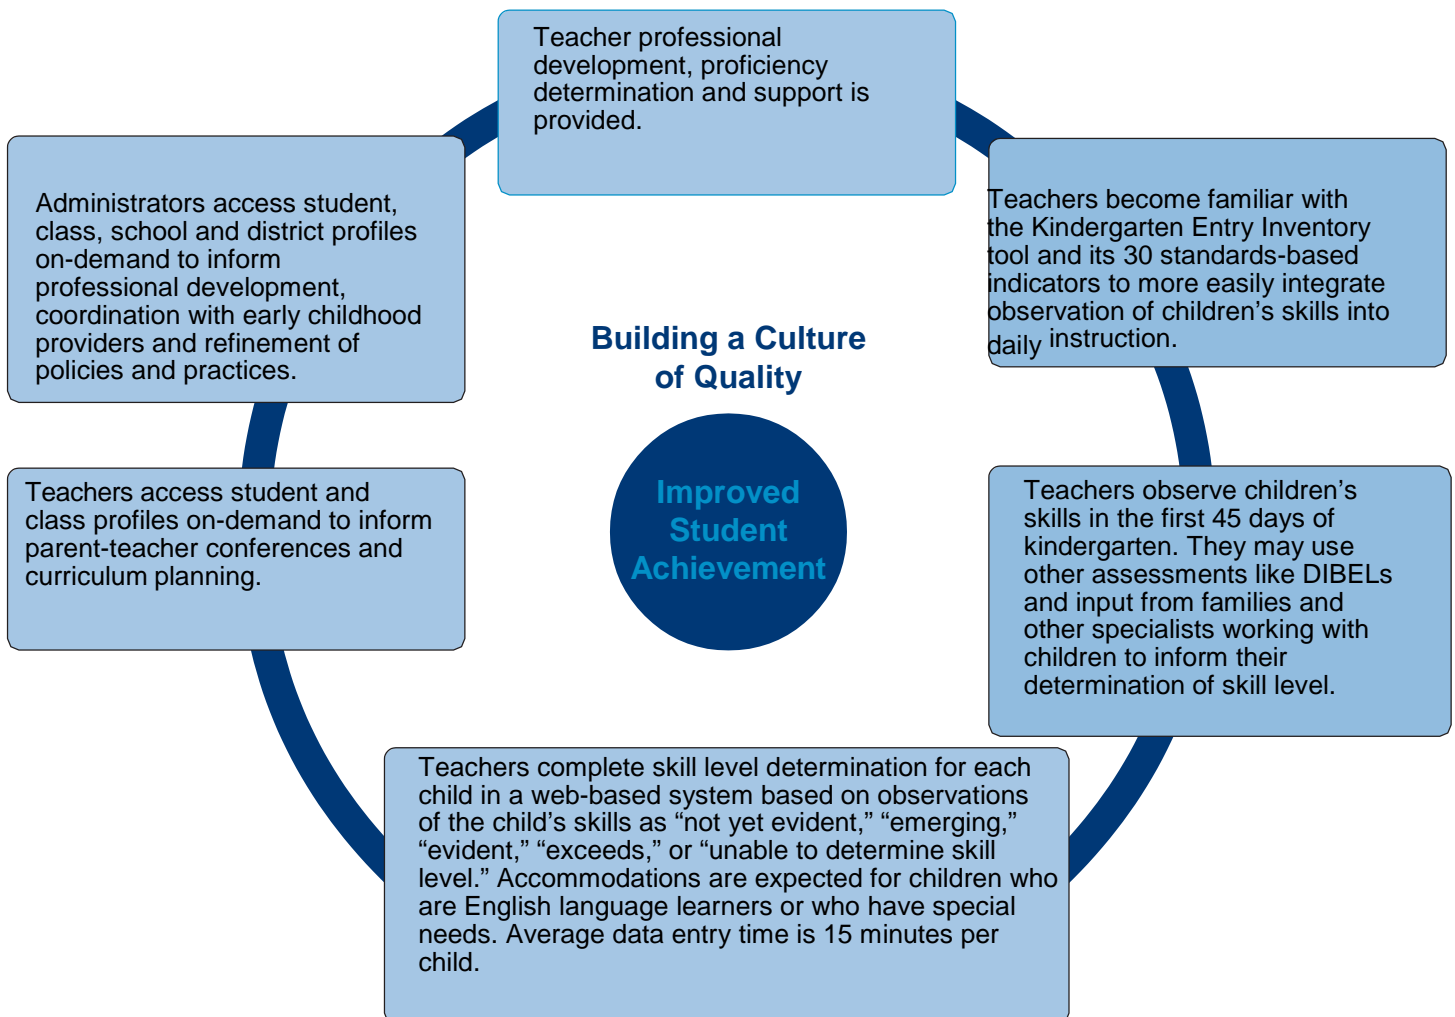 Teacher professional
development, proficiency
determination and support is
provided.
Teachers become familiar with
the Kindergarten Entry Inventory
tool and its 30 standards-based
indicators to more easily integrate
observation of children’s skills into
daily instruction.
Teachers observe children’s
skills in the first 45 days of
kindergarten. They may use
other assessments like DIBELs
and input from families and
other specialists working with
children to inform their
determination of skill level.
Teachers complete skill level determination for each
child in a web-based system based on observations
of the child’s skills as “not yet evident,” “emerging,”
“evident,” “exceeds,” or “unable to determine skill
level.” Accommodations are expected for children who
are English language learners or who have special
needs. Average data entry time is 15 minutes per
child.
Teachers access student and
class profiles on-demand to inform
parent-teacher conferences and
curriculum planning.
Administrators access student,
class, school and district profiles
on-demand to inform
professional development,
coordination with early childhood
providers and refinement of
policies and practices.
Building a Culture
of Quality
Improved
Student
Achievement